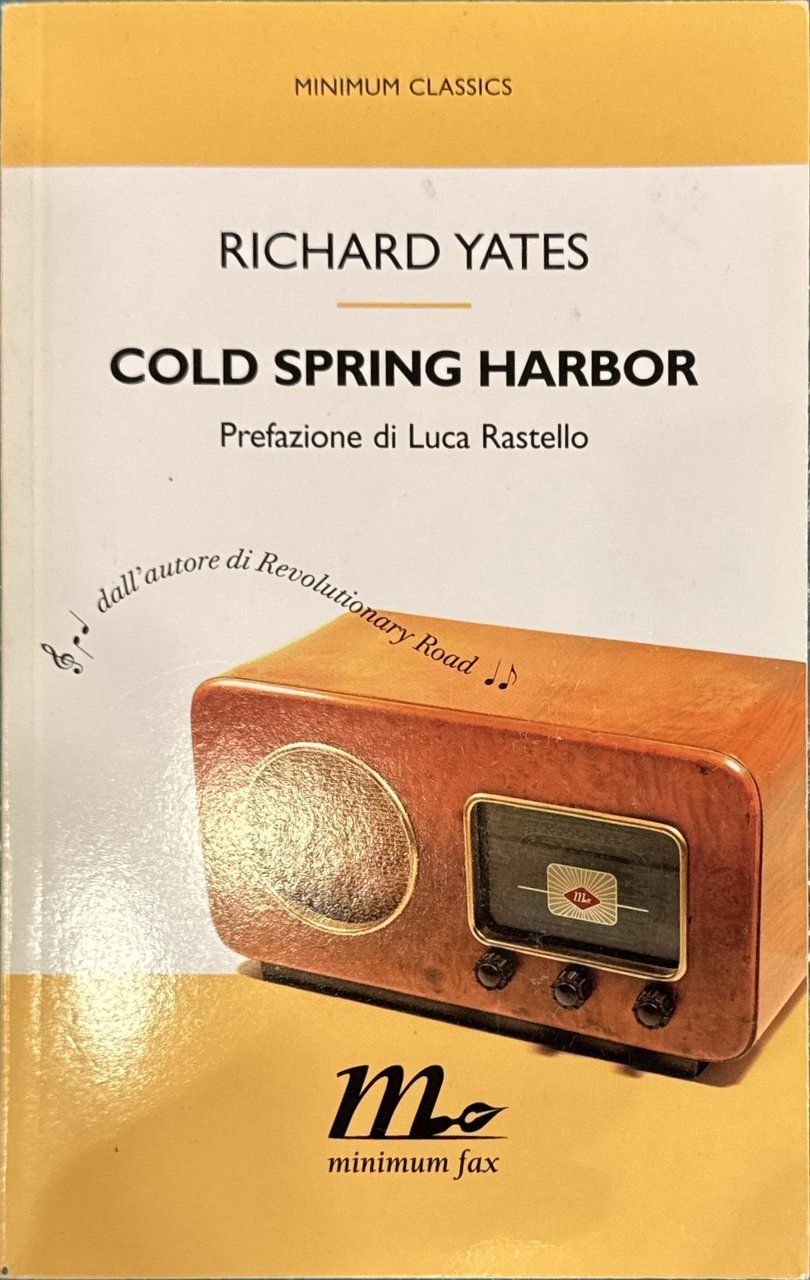 MINIMUM CLASSICS
RICHARD YATES
COLD SPRING HARBOR
Prefazione di Luca Rastello
dall'autore di Revolutionary Road
m
m
minimum fax